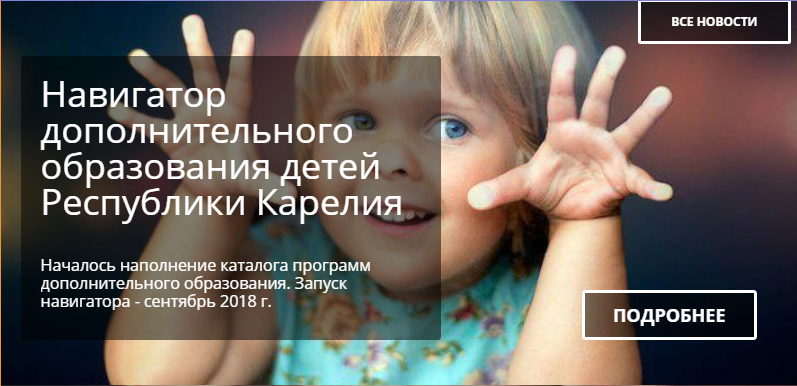 ВСЕ НОВОСТИ
Навигатор
дополнительного
образования детей
Республики Карелия
Началось наполнение каталога программ
дополнительного образования. Запуск
навигатора - сентябрь 2018 г.
ПОДРОБНЕЕ